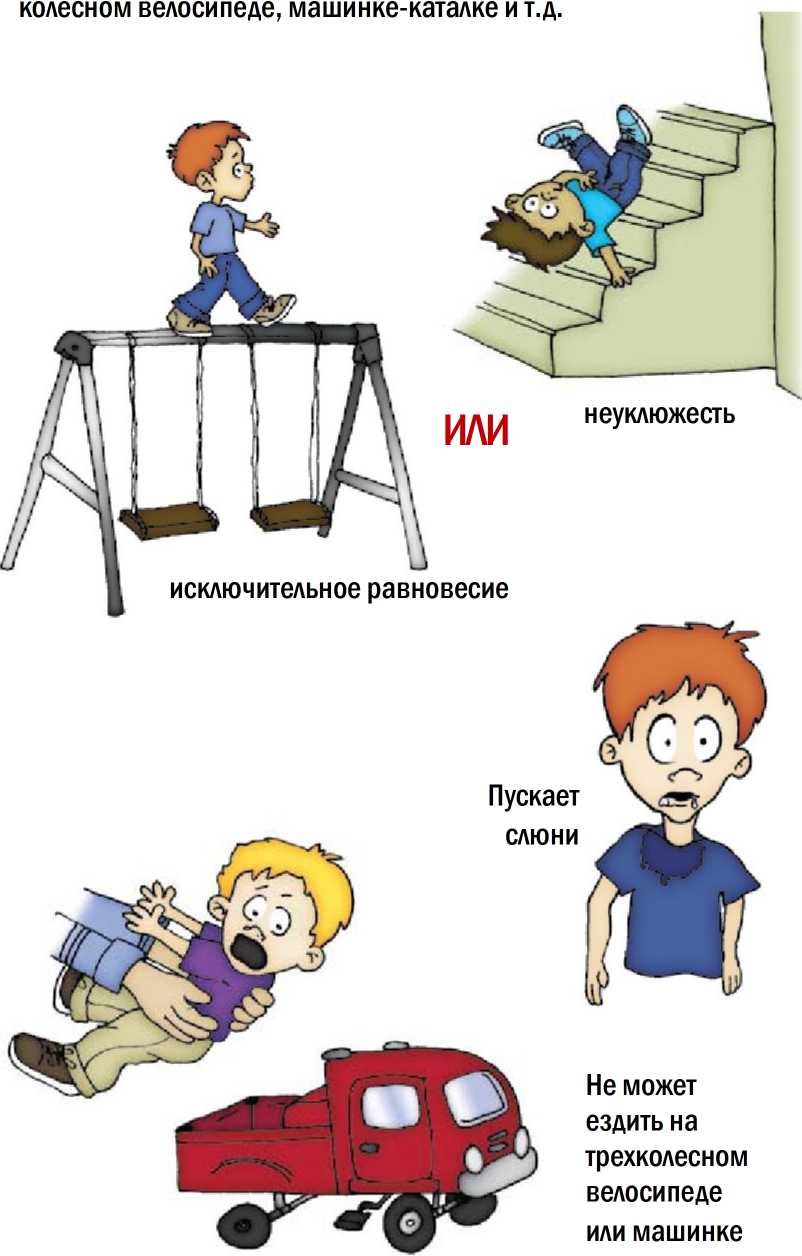 колесном велосипеде, машинке-каталке и т.д.
неуклюжесть
ИЛИ
исключительное равновесие
Пускает
слюни
Не может
ездить на
трехколесном
велосипеде
или машинке